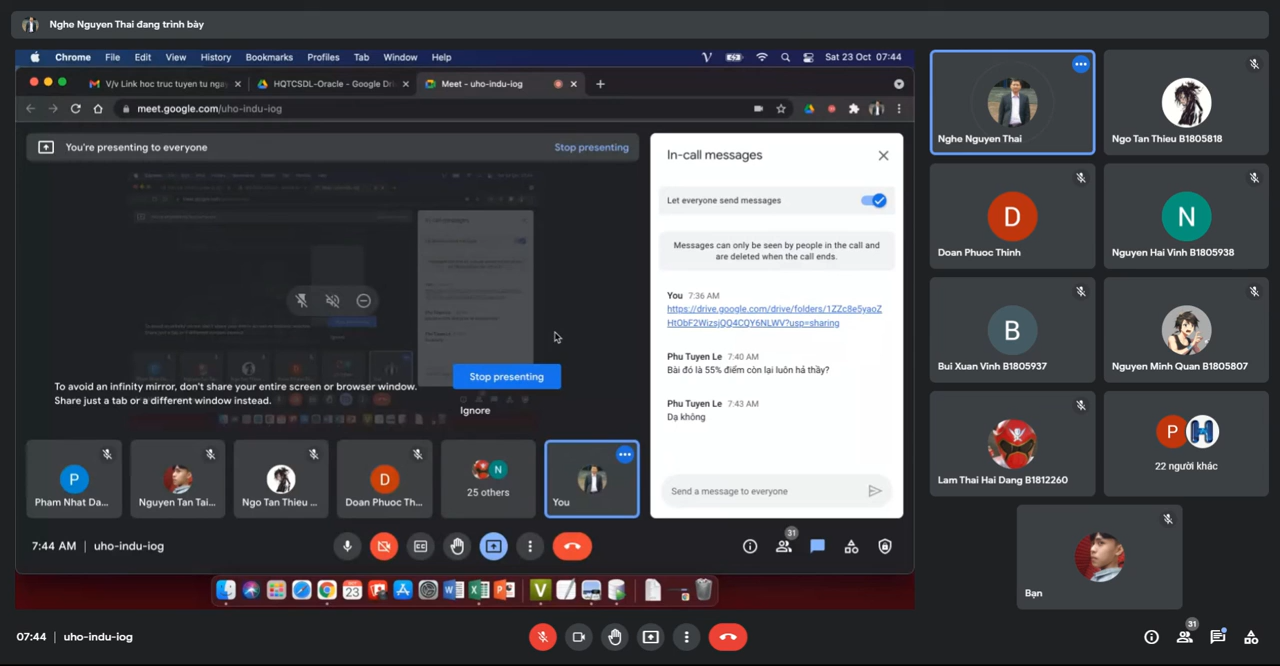 Nghe Nguyen Thai đang trình bày
Chrome File Edit View History Bookmarks Profiles Tab Window Help
Sat 23 Oct 07:44
V/v Link hoc truc tuyen tu nga
HQTCSDL-Oracle - Google Dri
Meet - uho-indu-iog
meet.google.com/uho-indu-iog
You're presenting to everyone
Stop presenting
To avoid an infinity mirror, don't share your entire screen or browser window.
Share just a tab or a different window instead.
Stop presenting
Ignore
Pham Nhat Da...
Nguyen Tan Tai...
Ngo Tan Thieu ...
Doan Phuoc Th...
25 others
You
7:44 AM | uho-indu-iog
31
In-call messages
Let everyone send messages
Messages can only be seen by people in the call and
are deleted when the call ends.
You 7:36 AM
https://drive.google.com/drive/folders/1ZZc8e5yaoZ
HtObF2WizsjQQ4CQY6NLWV?usp=sharing
Phu Tuyen Le 7:40 AM
Bài đó là 55% điểm còn lại luôn hả thầy?
Phu Tuyen Le 7:43 AM
Dạ không
Send a message to everyone
Nghe Nguyen Thai
Ngo Tan Thieu B1805818
D
Doan Phuoc Thinh
N
Nguyen Hai Vinh B1805938
B
Bui Xuan Vinh B1805937
Nguyen Minh Quan B1805807
Lam Thai Hai Dang B1812260
P H
22 người khác
Bạn
07:44 | uho-indu-iog
31